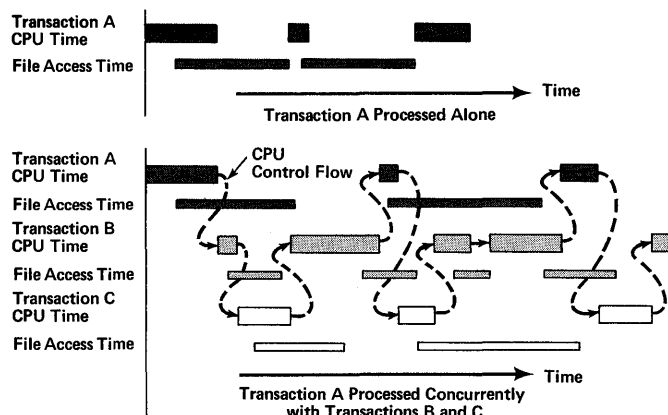 Transaction A
CPU Time
File Access Time
Time
Transaction A Processed Alone
Transaction A
CPU Time
CPU
Control Flow
File Access Time
Transaction B
CPU Time
File Access Time
Transaction C
CPU Time
File Access Time
Time
Transaction A Processed Concurrently
with Transactions B and C